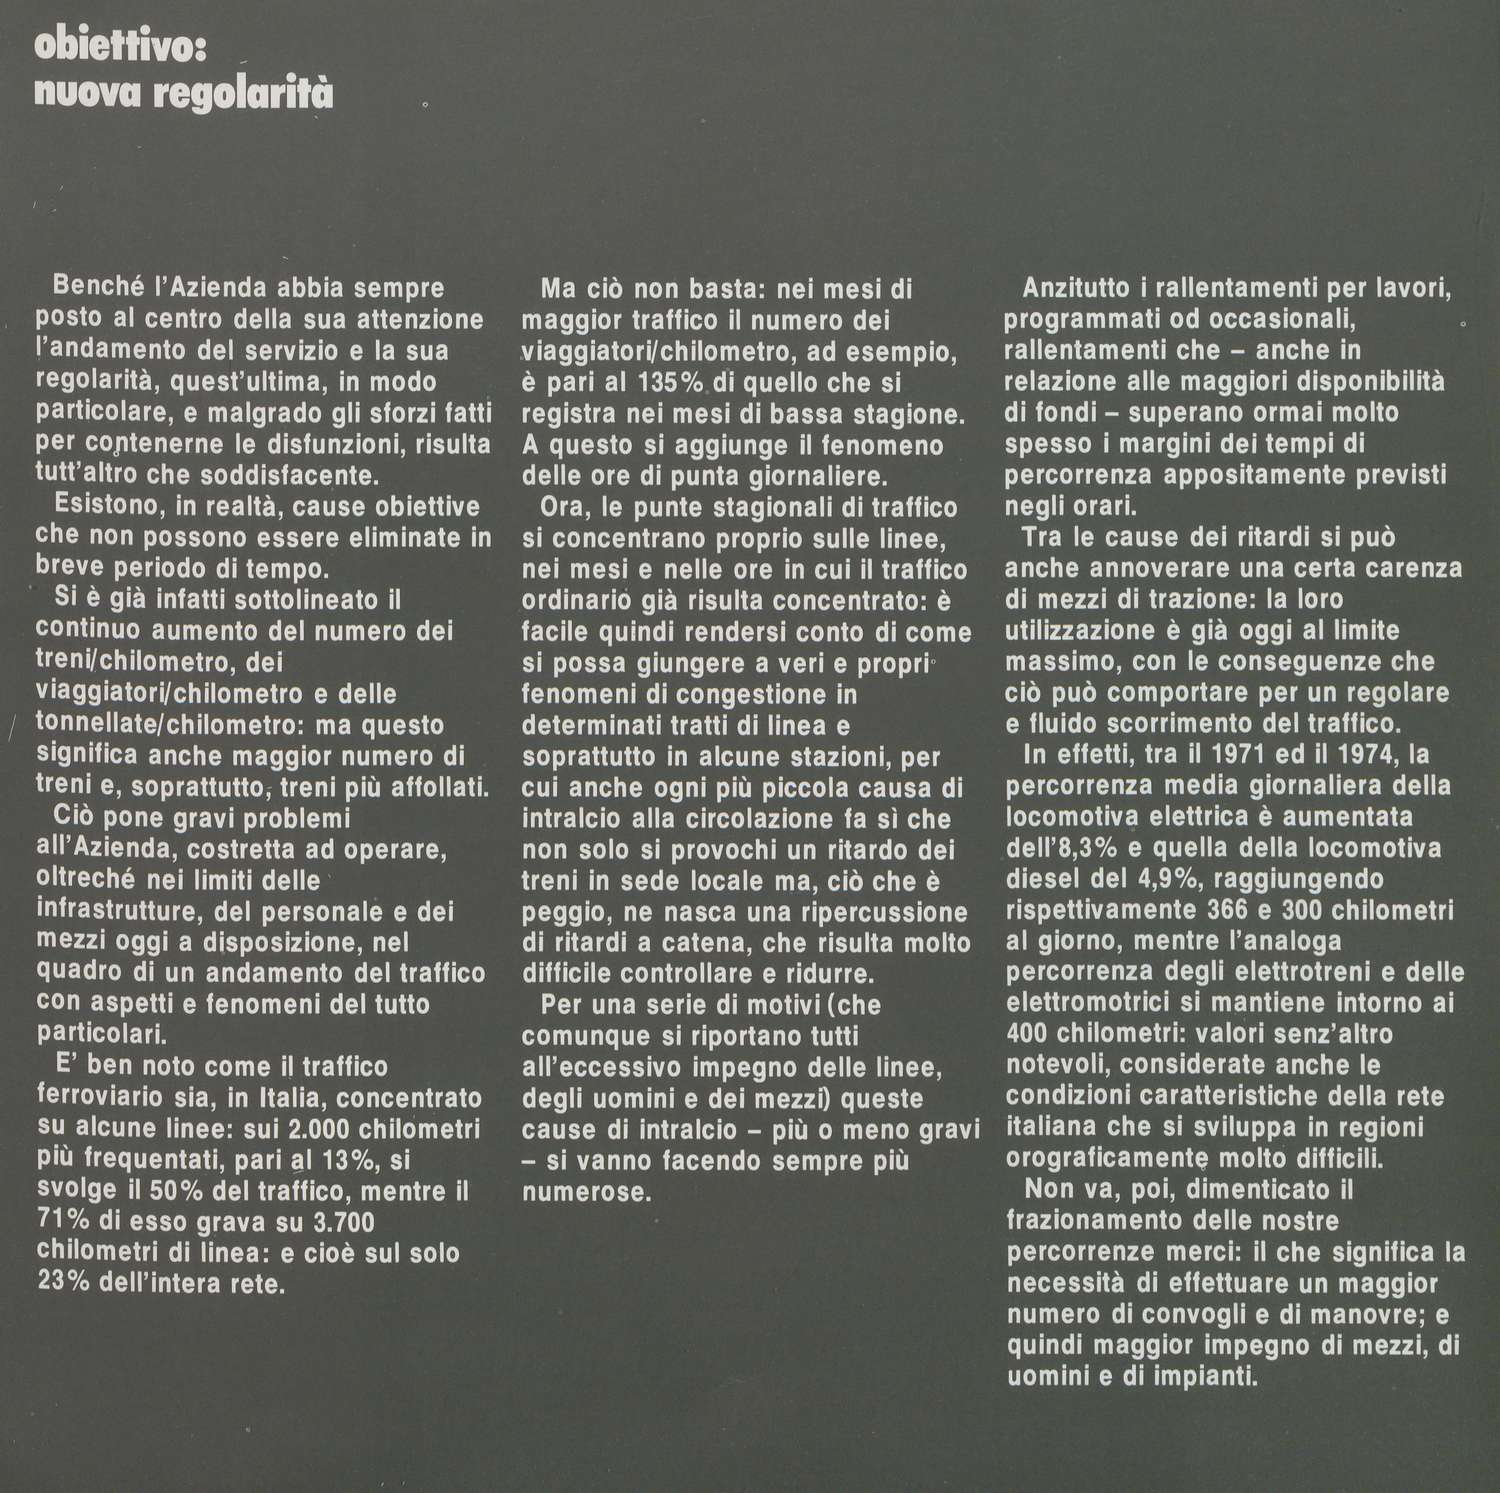 obiettivo:
nuova regolarità
Benché l'Azienda abbia sempre
posto al centro della sua attenzione
l'andamento del servizio e la sua
regolarità, quest'ultima, in modo
particolare, e malgrado gli sforzi fatti
per contenerne le disfunzioni, risulta
tutt'altro che soddisfacente.
Esistono, in realtà, cause obiettive
che non possono essere eliminate in
breve periodo di tempo.
Si è già infatti sottolineato il
continuo aumento del numero dei
treni/chilometro, dei
viaggiatori/chilometro e delle
tonnellate/chilometro: ma questo
significa anche maggior numero di
treni e, soprattutto, treni più affollati.
Ciò pone gravi problemi
all'Azienda, costretta ad operare,
oltreché nei limiti delle
infrastrutture, del personale e dei
mezzi oggi a disposizione, nel
quadro di un andamento del traffico
con aspetti e fenomeni del tutto
particolari.
E' ben noto come il traffico
ferroviario sia, in Italia, concentrato
su alcune linee: sui 2.000 chilometri
più frequentati, pari al 13%, si
svolge il 50% del traffico, mentre il
71% di esso grava su 3.700
chilometri di linea: e cioè sul solo
23% dell'intera rete.
Ma ciò non basta: nei mesi di
maggior traffico il numero dei
viaggiatori/chilometro, ad esempio,
è pari al 135% di quello che si
registra nei mesi di bassa stagione.
A questo si aggiunge il fenomeno
delle ore di punta giornaliere.
Ora, le punte stagionali di traffico
si concentrano proprio sulle linee,
nei mesi e nelle ore in cui il traffico
ordinario già risulta concentrato: è
facile quindi rendersi conto di come
si possa giungere a veri e propri
fenomeni di congestione in
determinati tratti di linea e
soprattutto in alcune stazioni, per
cui anche ogni più piccola causa di
intralcio alla circolazione fa sì che
non solo si provochi un ritardo dei
treni in sede locale ma, ciò che è
peggio, ne nasca una ripercussione
di ritardi a catena, che risulta molto
difficile controllare e ridurre.
Per una serie di motivi (che
comunque si riportano tutti
all'eccessivo impegno delle linee,
degli uomini e dei mezzi) queste
cause di intralcio – più o meno gravi
– si vanno facendo sempre più
numerose.
Anzitutto i rallentamenti per lavori,
programmati od occasionali,
rallentamenti che – anche in
relazione alle maggiori disponibilità
di fondi – superano ormai molto
spesso i margini dei tempi di
percorrenza appositamente previsti
negli orari.
Tra le cause dei ritardi si può
anche annoverare una certa carenza
di mezzi di trazione: la loro
utilizzazione è già oggi al limite
massimo, con le conseguenze che
ciò può comportare per un regolare
e fluido scorrimento del traffico.
In effetti, tra il 1971 ed il 1974, la
percorrenza media giornaliera della
locomotiva elettrica è aumentata
dell'8,3% e quella della locomotiva
diesel del 4,9%, raggiungendo
rispettivamente 366 e 300 chilometri
al giorno, mentre l'analoga
percorrenza degli elettrotreni e delle
elettromotrici si mantiene intorno ai
400 chilometri: valori senz'altro
notevoli, considerate anche le
condizioni caratteristiche della rete
italiana che si sviluppa in regioni
orograficamente molto difficili.
Non va, poi, dimenticato il
frazionamento delle nostre
percorrenze merci: il che significa la
necessità di effettuare un maggior
numero di convogli e di manovre; e
quindi maggior impegno di mezzi, di
uomini e di impianti.